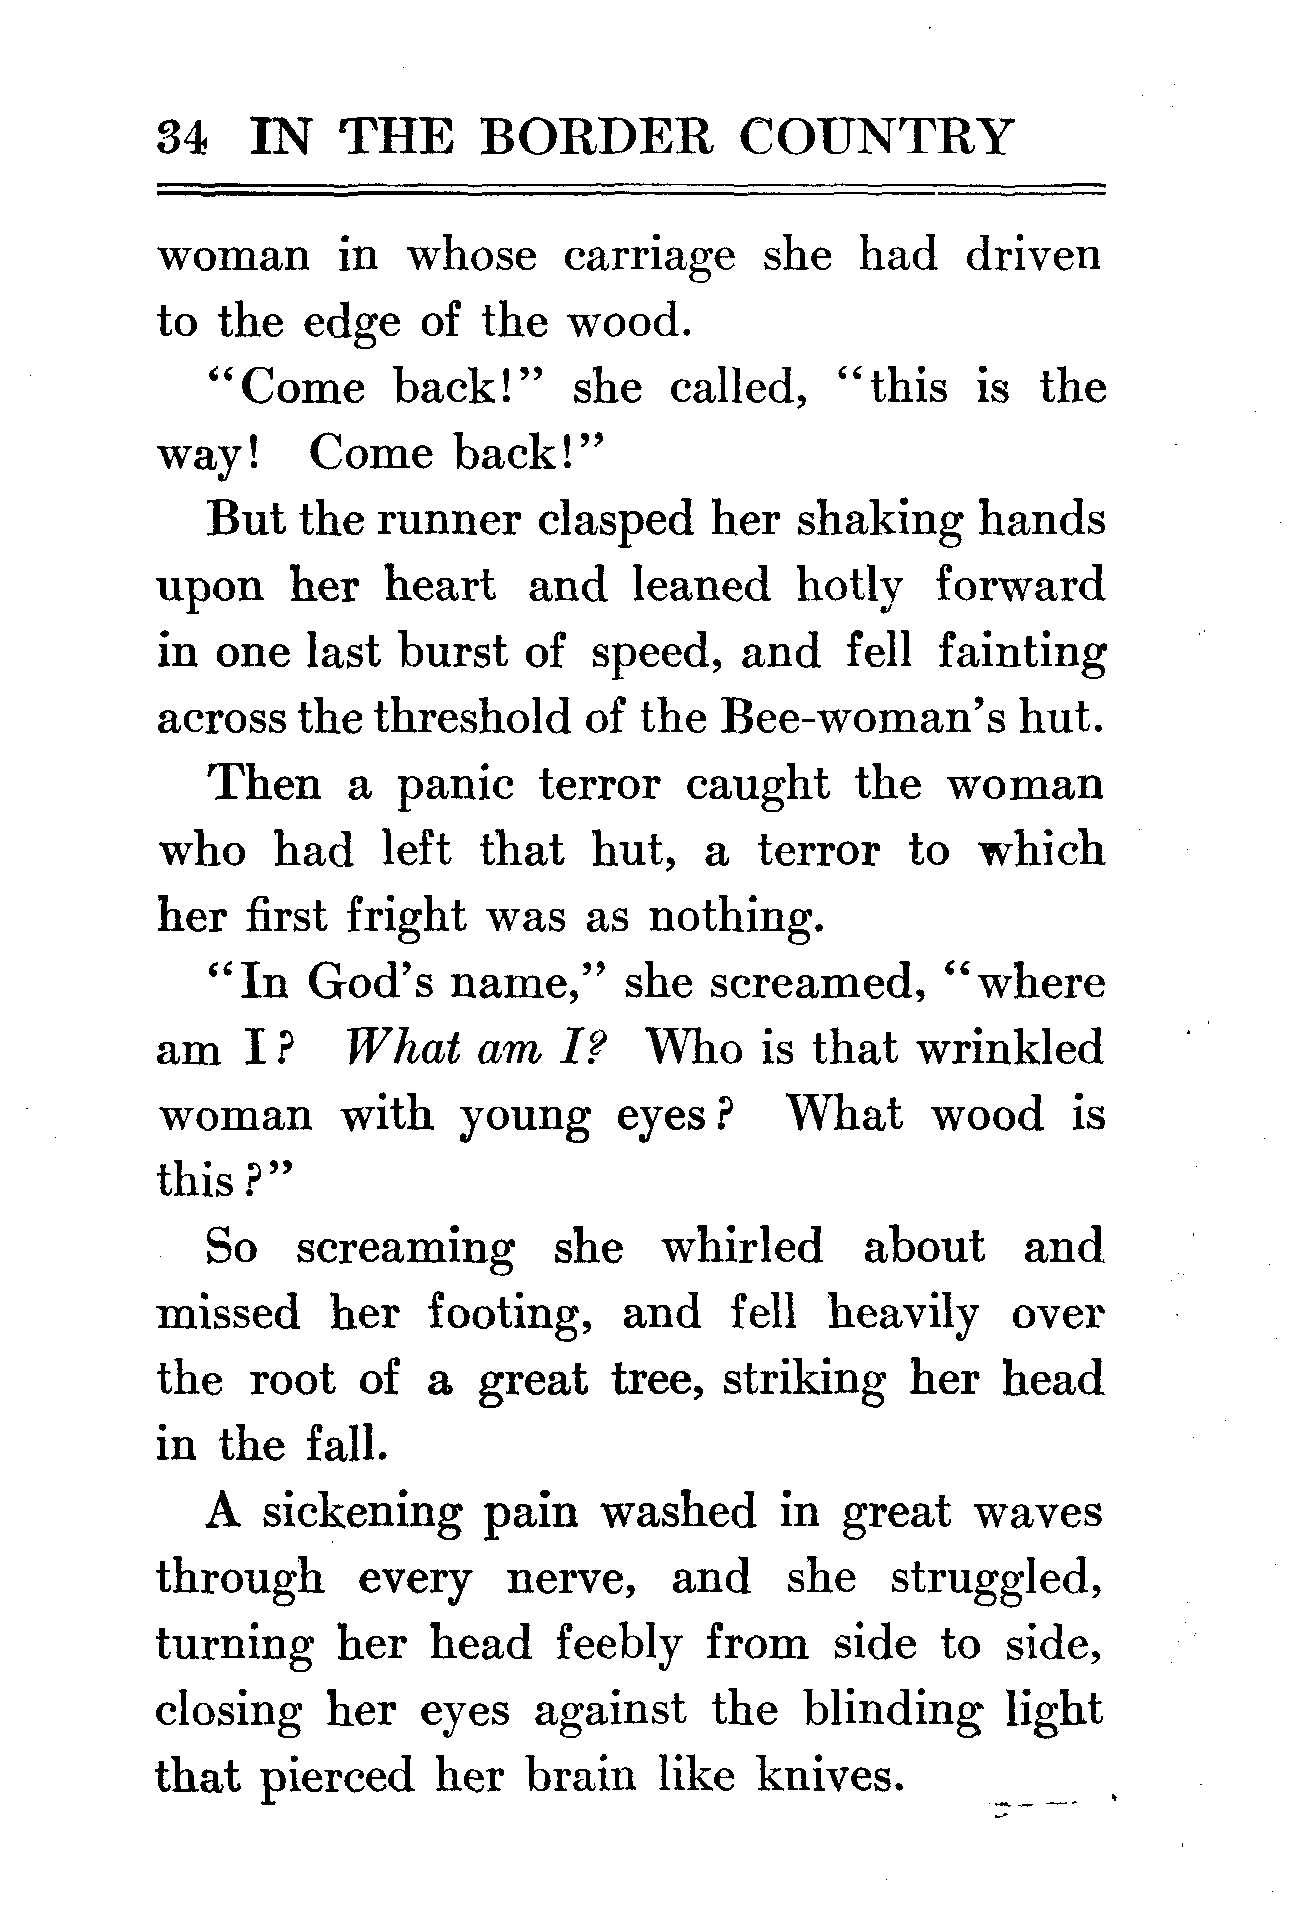 34 IN THE BORDER COUNTRY
woman in whose carriage she had driven
to the edge of the wood.
"Come back!" she called, "this is the
way! Come back!"
But the runner clasped her shaking hands
upon her heart and leaned hotly forward
in one last burst of speed, and fell fainting
across the threshold of the Bee-woman's hut.
Then a panic terror caught the woman
who had left that hut, a terror to which
her first fright was as nothing.
"In God's name," she screamed, "where
am I? What am I? Who is that wrinkled
woman with young eyes? What wood is
this?"
So screaming she whirled about and
missed her footing, and fell heavily over
the root of a great tree, striking her head
in the fall.
A sickening pain washed in great waves
through every nerve, and she struggled,
turning her head feebly from side to side,
closing her eyes against the blinding light
that pierced her brain like knives.